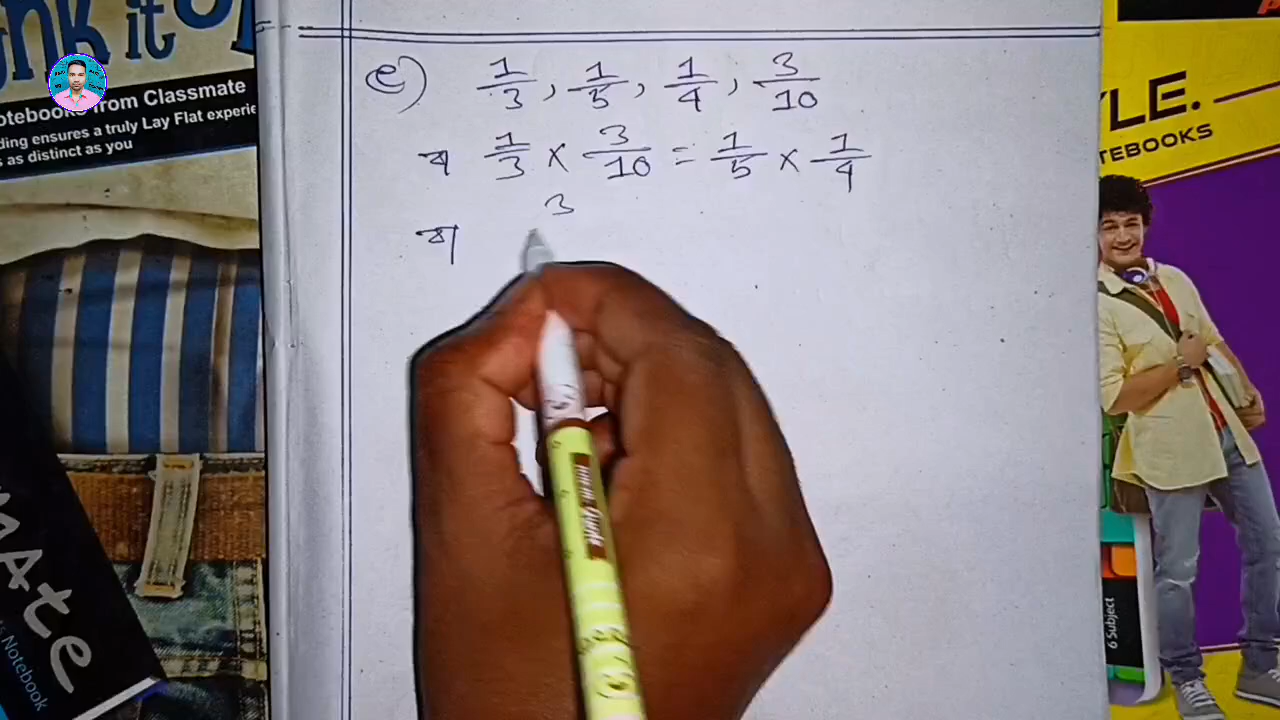 e) 1/3, 1/5, 1/4, 3/10
বা 1/3 × 3/10 = 1/5 × 1/4
3
বা
nk it
otebooks from Classmate
ding ensures a truly Lay Flat experie
s as distinct as you
mAte
's Notebook
YLE.
TEBOOKS
6 Subject